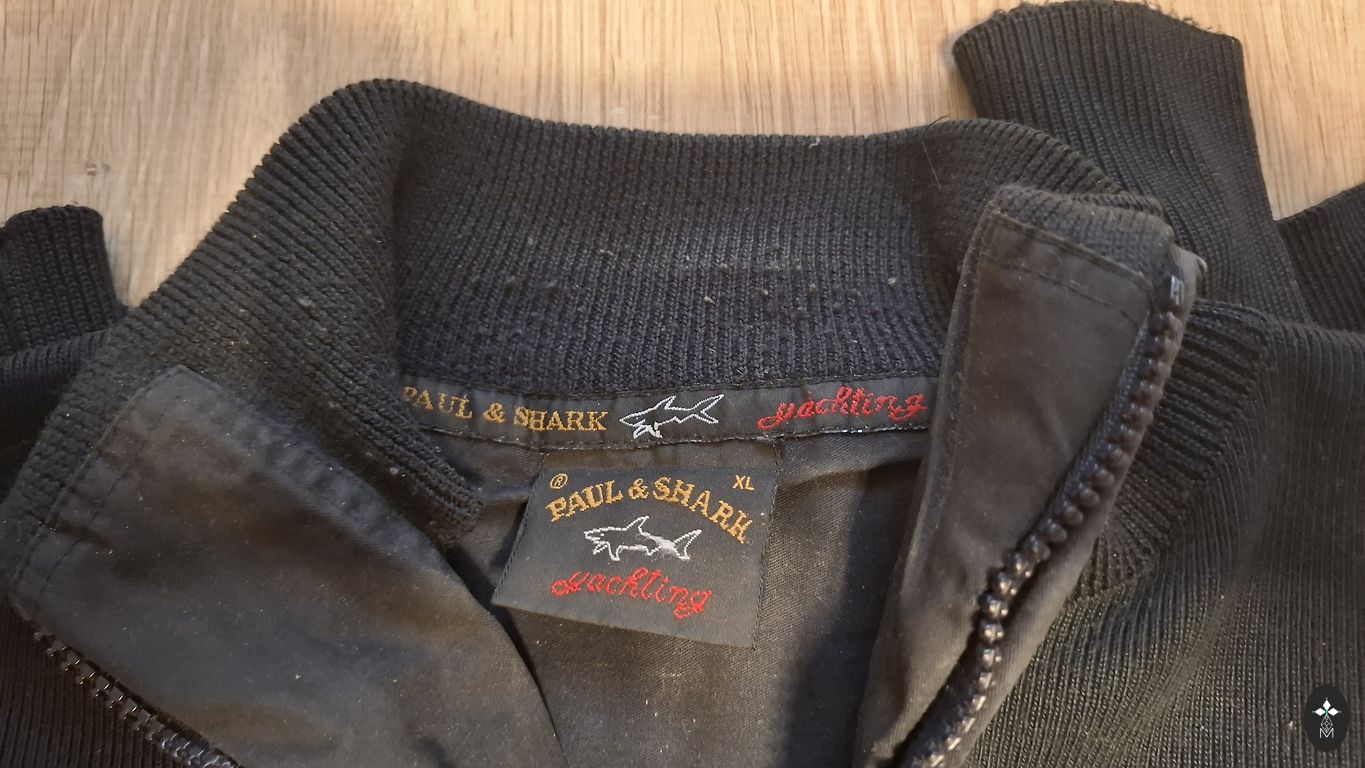 PAUL & SHARK yachting
® XL
PAUL & SHARK
yachting
M